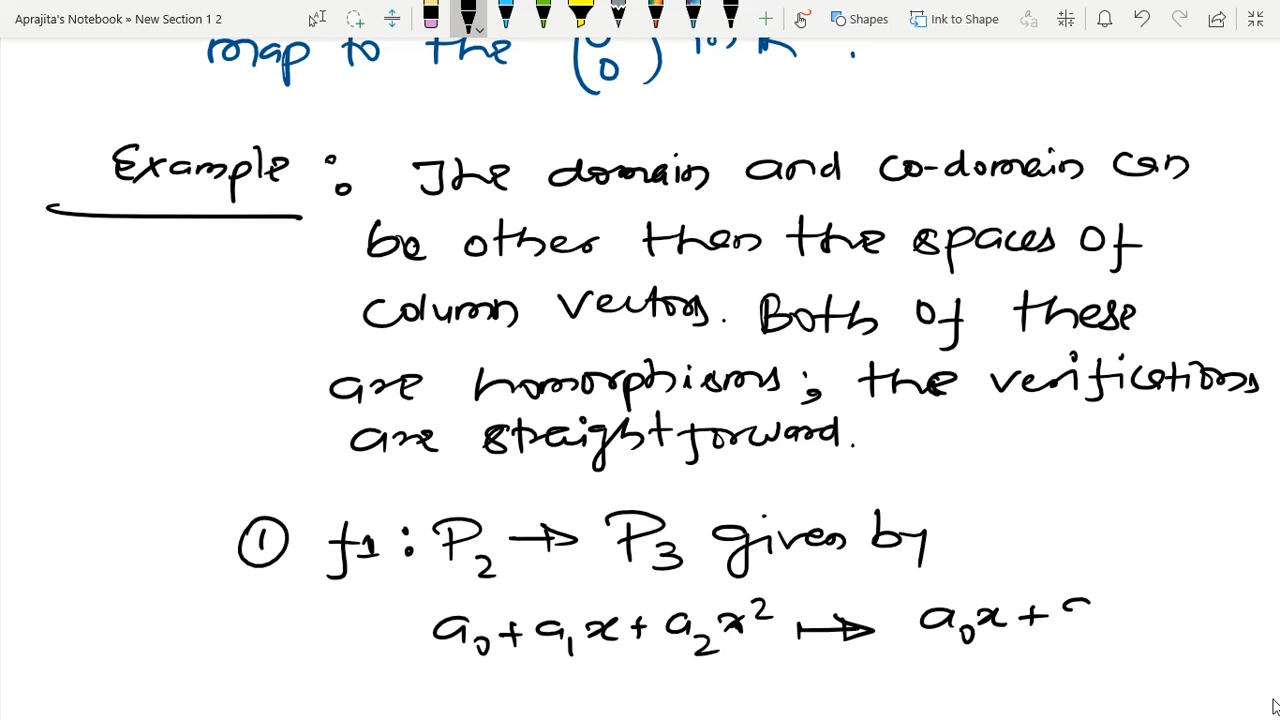 Aprajita's Notebook » New Section 1 2
Shapes
Ink to Shape
map to the
0
Example : The domain and co-domain can
be other than the spaces of
column vectors. Both of these
are homorphisms; the verifications
are straightforward.
① f1 : P₂ → P₃ given by
a₀ + a₁x + a₂x² ↦ a₀x +